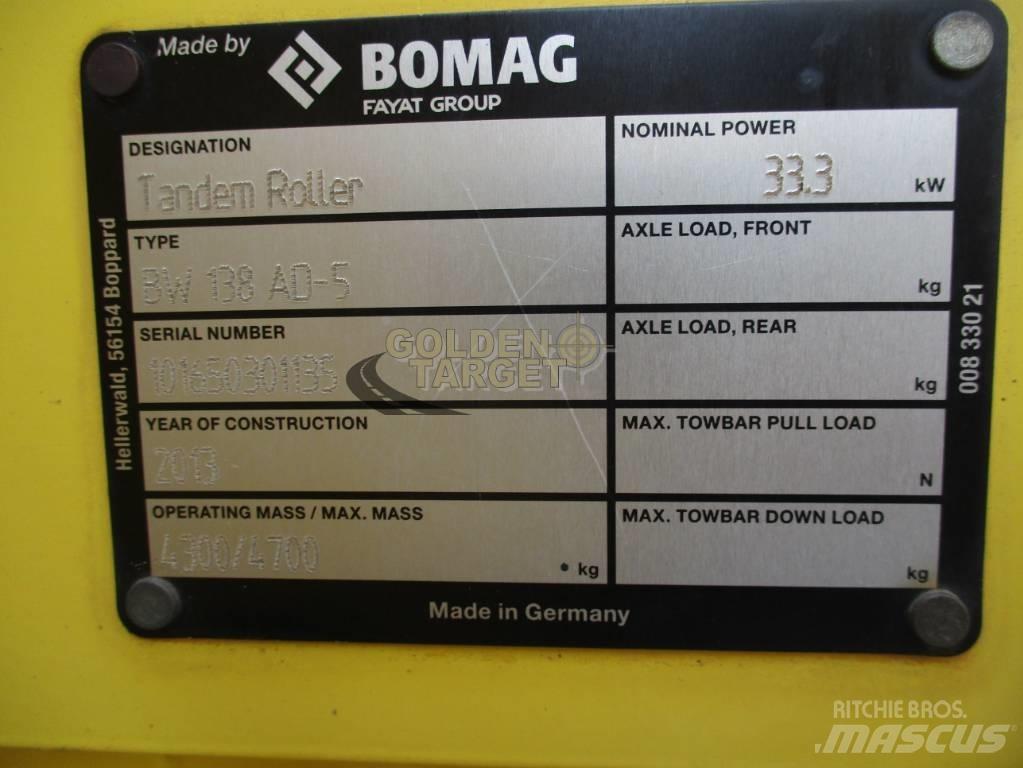 Made by
BOMAG
FAYAT GROUP
DESIGNATION
Tandem Roller
TYPE
BW 138 AD-5
SERIAL NUMBER
101650301135
YEAR OF CONSTRUCTION
2013
OPERATING MASS / MAX. MASS
4300/4700
kg
NOMINAL POWER
33.3 kW
AXLE LOAD, FRONT
kg
AXLE LOAD, REAR
kg
MAX. TOWBAR PULL LOAD
N
MAX. TOWBAR DOWN LOAD
kg
Made in Germany
Hellerwald, 56154 Boppard
008 330 21
GOLDEN
TARGET
RITCHIE BROS.
MASCUS